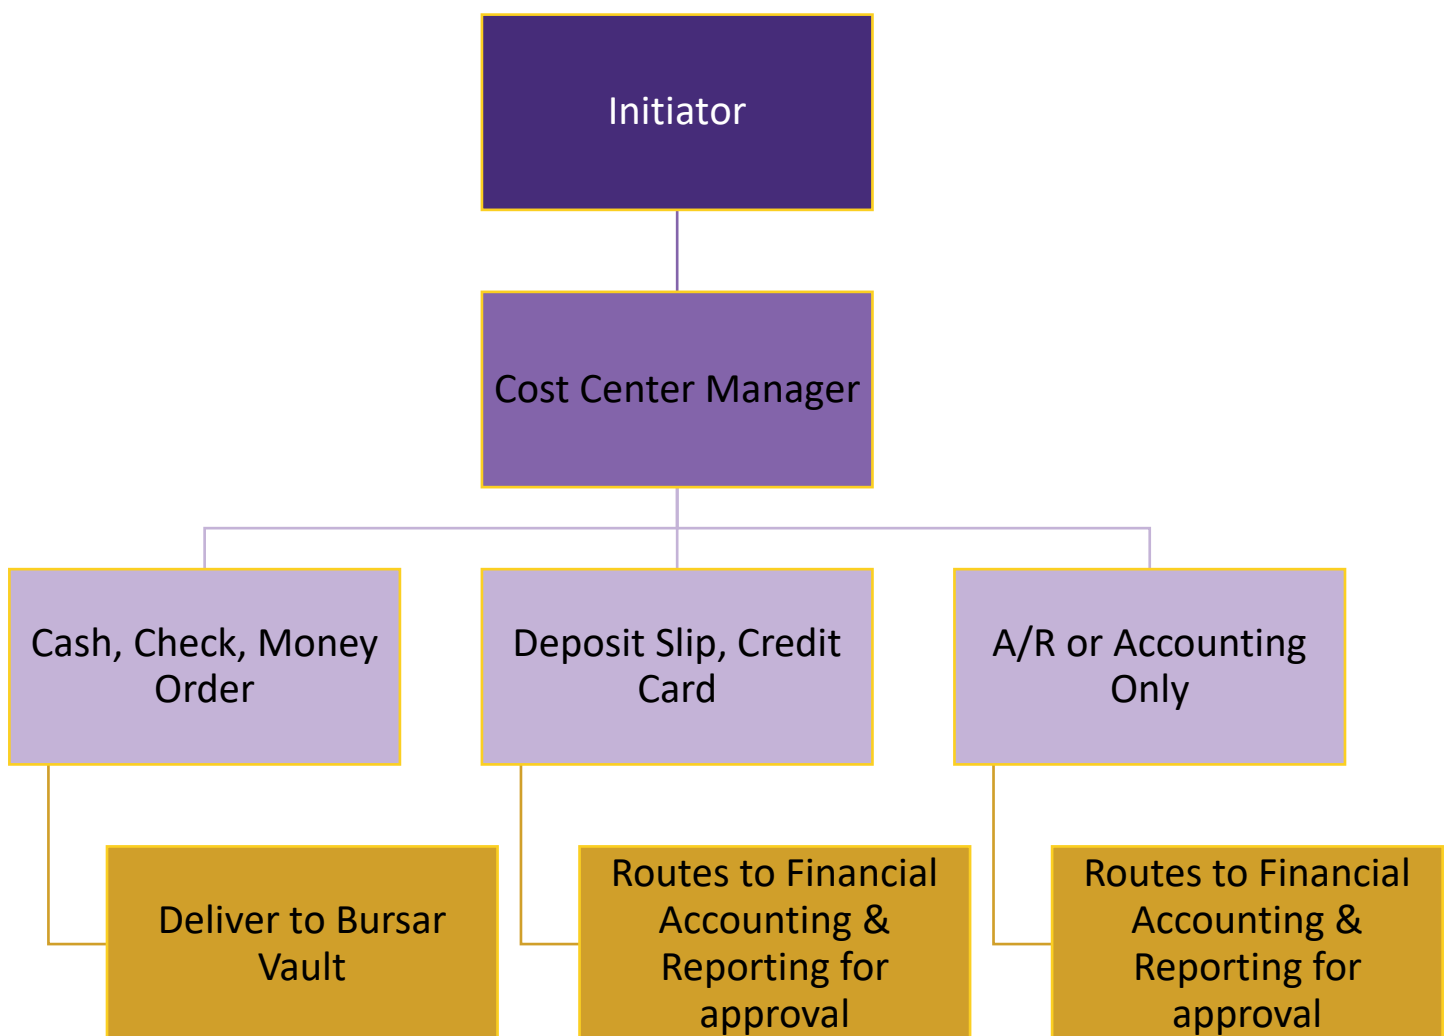 Initiator
Cost Center Manager
Cash, Check, Money
Order
Deposit Slip, Credit
Card
A/R or Accounting
Only
Deliver to Bursar
Vault
Routes to Financial
Accounting &
Reporting for
approval
Routes to Financial
Accounting &
Reporting for
approval